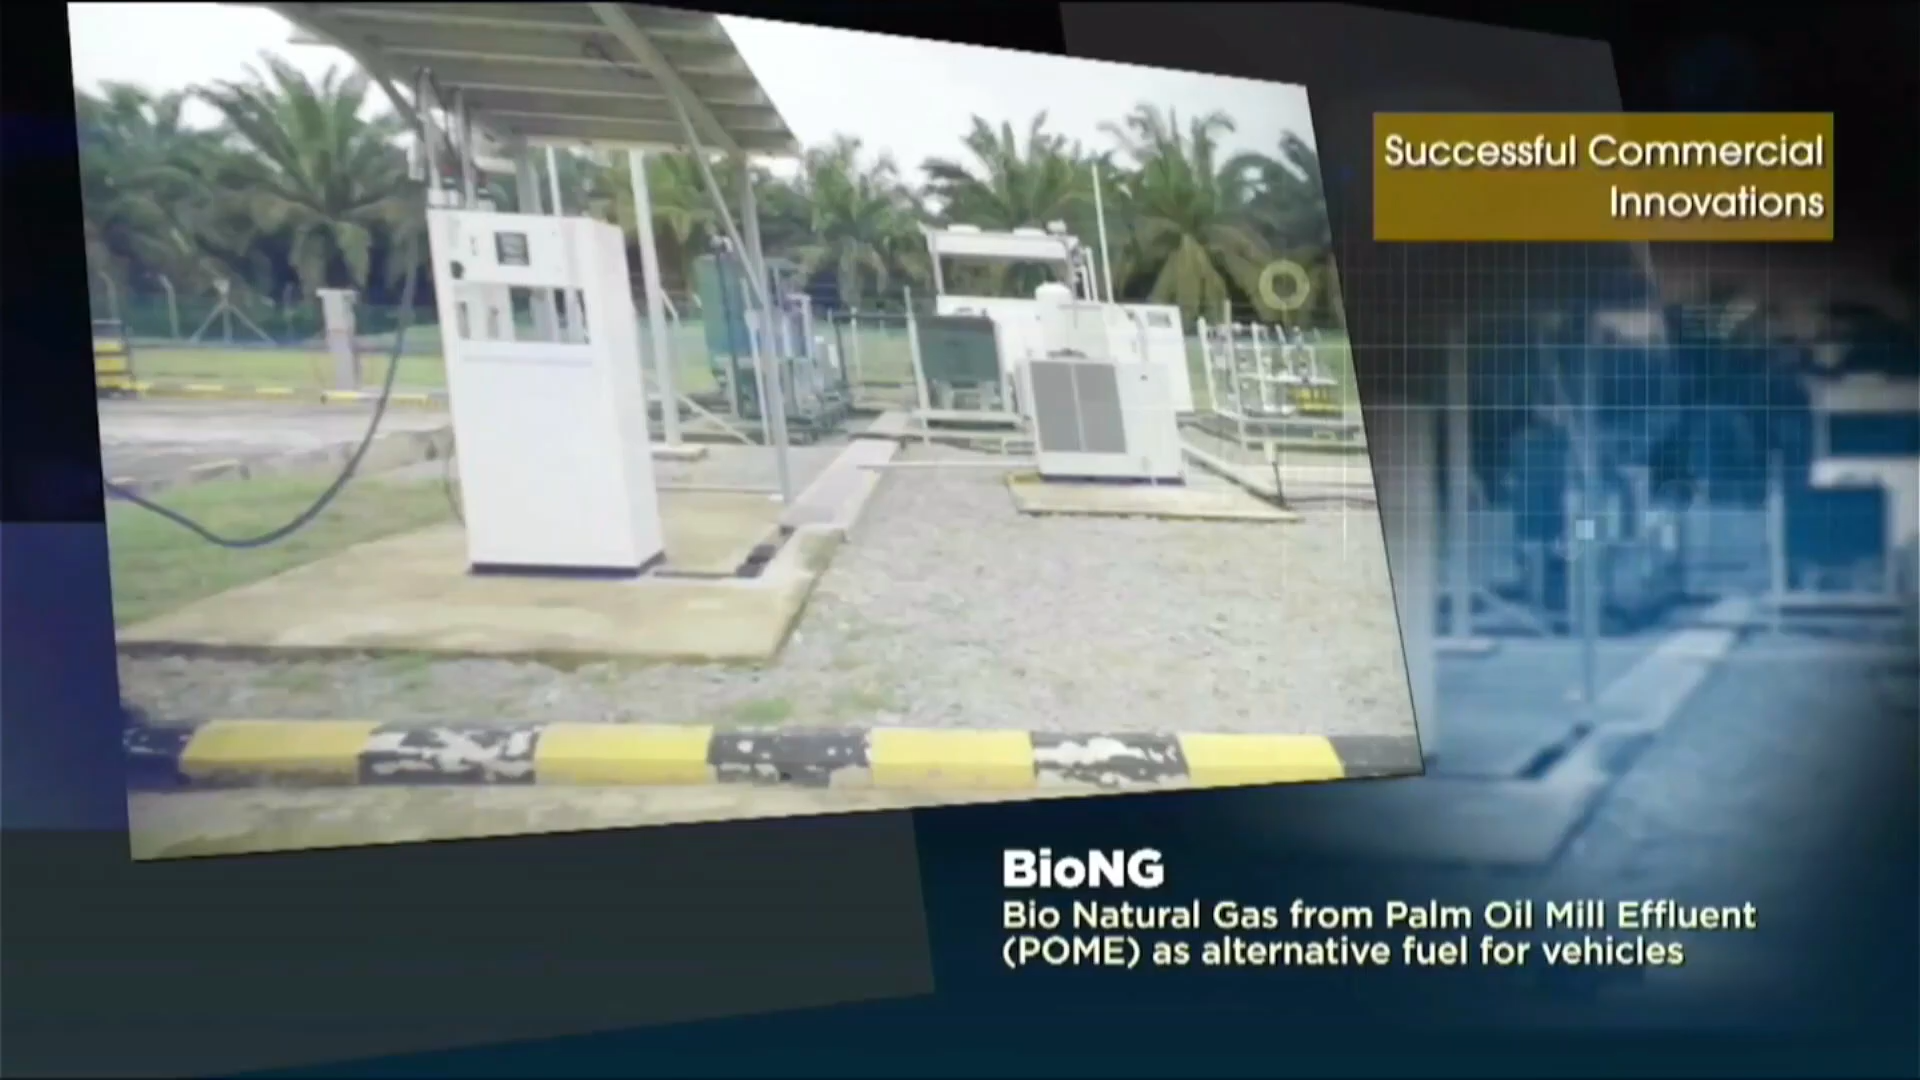 Successful Commercial
Innovations
BioNG
Bio Natural Gas from Palm Oil Mill Effluent
(POME) as alternative fuel for vehicles